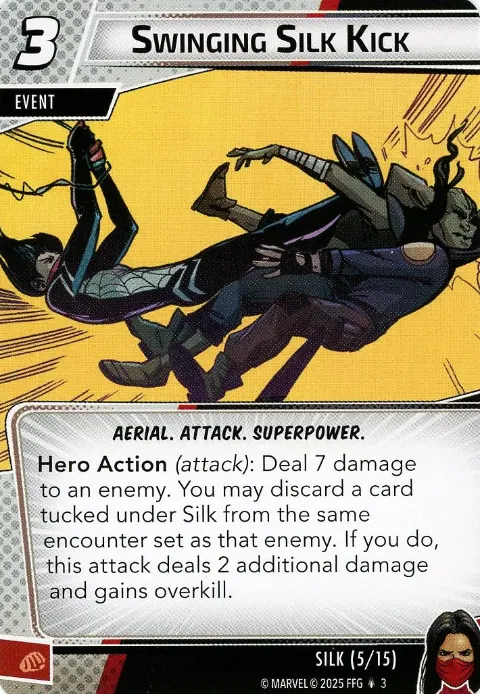 3
SWINGING SILK KICK
EVENT
AERIAL. ATTACK. SUPERPOWER.
Hero Action (attack): Deal 7 damage
to an enemy. You may discard a card
tucked under Silk from the same
encounter set as that enemy. If you do,
this attack deals 2 additional damage
and gains overkill.
SILK (5/15)
© MARVEL © 2025 FFG 3